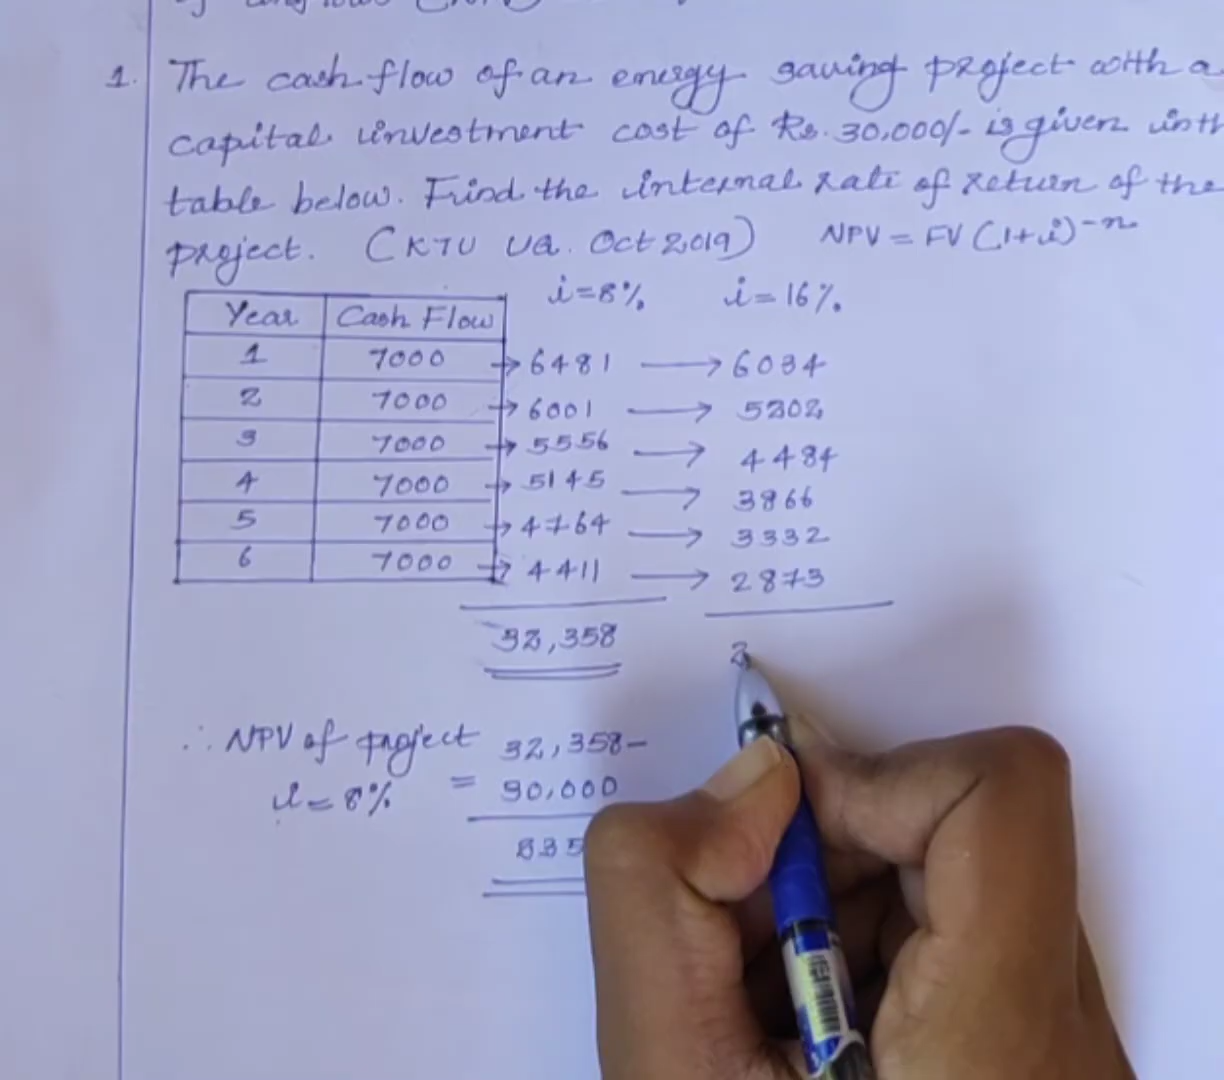 1. The cash flow of an energy saving project with a
capital investment cost of Rs. 30,000/- is given in th
table below. Find the internal rate of return of the
project. (KTU UQ. Oct 2019) NPV = FV (1+i)^-n
i=8% i=16%
Year Cash Flow
1 7000 → 6481 → 6034
2 7000 → 6001 → 5202
3 7000 → 5556 → 4484
4 7000 → 5145 → 3866
5 7000 → 4764 → 3332
6 7000 → 4411 → 2873
32,358 2
∴ NPV of project 32,358 -
i = 8% = 30,000